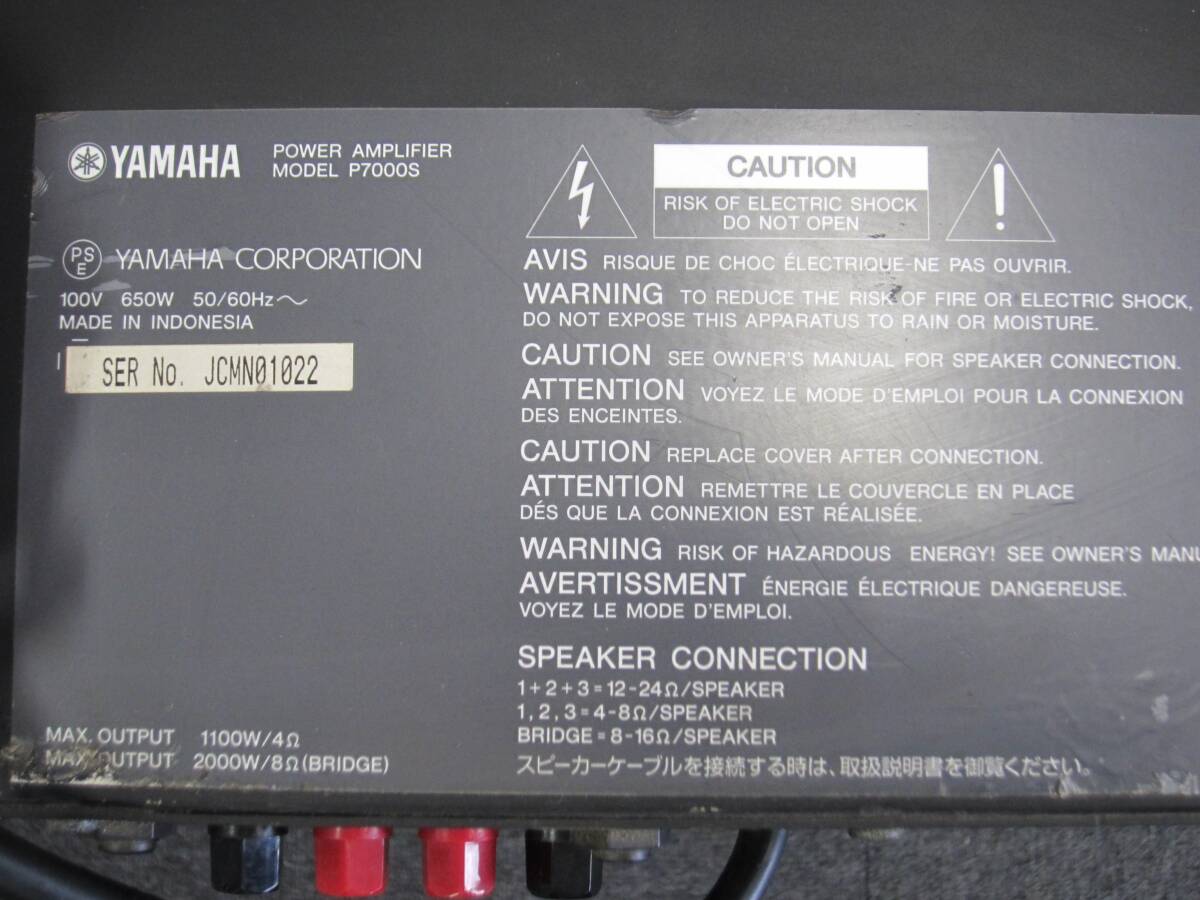 YAMAHA
POWER AMPLIFIER
MODEL P7000S
PSE YAMAHA CORPORATION
100V 650W 50/60Hz～
MADE IN INDONESIA
SER No. JCMN01022
MAX. OUTPUT 1100W/4Ω
MAX. OUTPUT 2000W/8Ω(BRIDGE)
CAUTION
RISK OF ELECTRIC SHOCK
DO NOT OPEN
AVIS RISQUE DE CHOC ÉLECTRIQUE-NE PAS OUVRIR.
WARNING TO REDUCE THE RISK OF FIRE OR ELECTRIC SHOCK,
DO NOT EXPOSE THIS APPARATUS TO RAIN OR MOISTURE.
CAUTION SEE OWNER'S MANUAL FOR SPEAKER CONNECTION.
ATTENTION VOYEZ LE MODE D'EMPLOI POUR LA CONNEXION
DES ENCEINTES.
CAUTION REPLACE COVER AFTER CONNECTION.
ATTENTION REMETTRE LE COUVERCLE EN PLACE
DÉS QUE LA CONNEXION EST RÉALISÉE.
WARNING RISK OF HAZARDOUS ENERGY! SEE OWNER'S MANU
AVERTISSMENT ÉNERGIE ÉLECTRIQUE DANGEREUSE.
VOYEZ LE MODE D'EMPLOI.
SPEAKER CONNECTION
1+2+3=12-24Ω/SPEAKER
1,2,3=4-8Ω/SPEAKER
BRIDGE=8-16Ω/SPEAKER
スピーカーケーブルを接続する時は、取扱説明書を御覧ください。